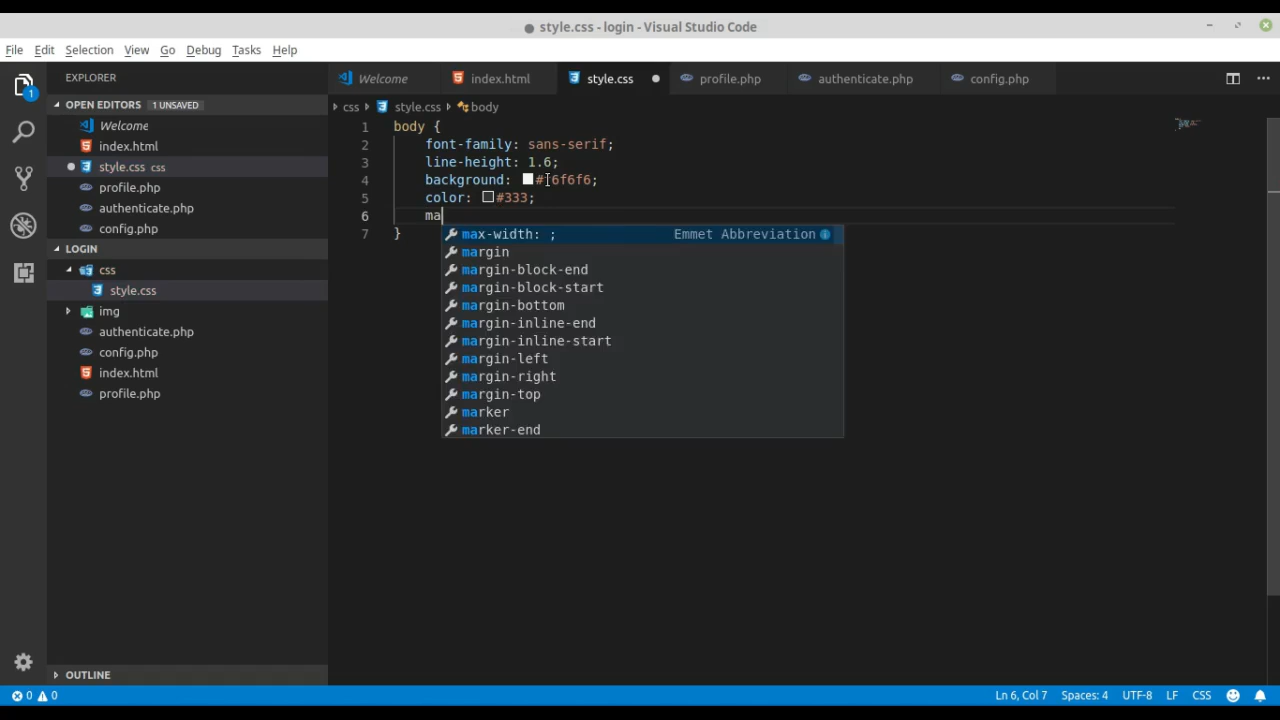 style.css - login - Visual Studio Code
File Edit Selection View Go Debug Tasks Help
EXPLORER
Welcome index.html style.css profile.php authenticate.php config.php
1
OPEN EDITORS 1 UNSAVED
Welcome
index.html
style.css css
profile.php
authenticate.php
config.php
LOGIN
css
style.css
img
authenticate.php
config.php
index.html
profile.php
OUTLINE
css style.css body
1 body {
2 font-family: sans-serif;
3 line-height: 1.6;
4 background: #f6f6f6;
5 color: #333;
6 ma
max-width: ; Emmet Abbreviation
margin
margin-block-end
margin-block-start
margin-bottom
margin-inline-end
margin-inline-start
margin-left
margin-right
margin-top
marker
marker-end
7 }
0 0 Ln 6, Col 7 Spaces: 4 UTF-8 LF CSS